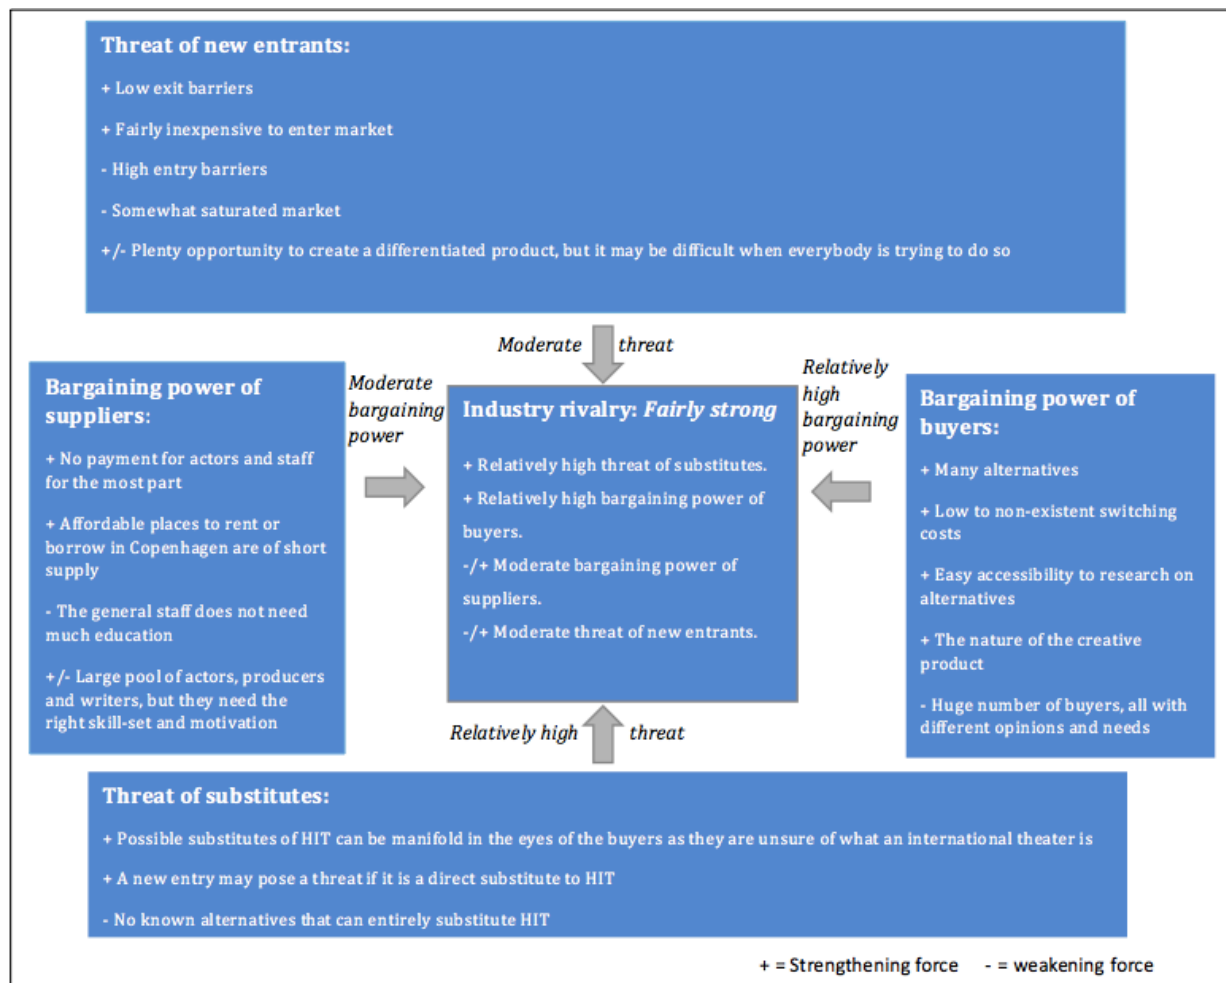 Threat of new entrants:
+ Low exit barriers
+ Fairly inexpensive to enter market
- High entry barriers
- Somewhat saturated market
+/- Plenty opportunity to create a differentiated product, but it may be difficult when everybody is trying to do so
Moderate threat
Bargaining power of
suppliers:
+ No payment for actors and staff
for the most part
+ Affordable places to rent or
borrow in Copenhagen are of short
supply
- The general staff does not need
much education
+/- Large pool of actors, producers
and writers, but they need the
right skill-set and motivation
Moderate
bargaining
power
Industry rivalry: Fairly strong
+ Relatively high threat of substitutes.
+ Relatively high bargaining power of
buyers.
-/+ Moderate bargaining power of
suppliers.
-/+ Moderate threat of new entrants.
Relatively
high
bargaining
power
Bargaining power of
buyers:
+ Many alternatives
+ Low to non-existent switching
costs
+ Easy accessibility to research on
alternatives
+ The nature of the creative
product
- Huge number of buyers, all with
different opinions and needs
Relatively high threat
Threat of substitutes:
+ Possible substitutes of HIT can be manifold in the eyes of the buyers as they are unsure of what an international theater is
+ A new entry may pose a threat if it is a direct substitute to HIT
- No known alternatives that can entirely substitute HIT
+ = Strengthening force - = weakening force